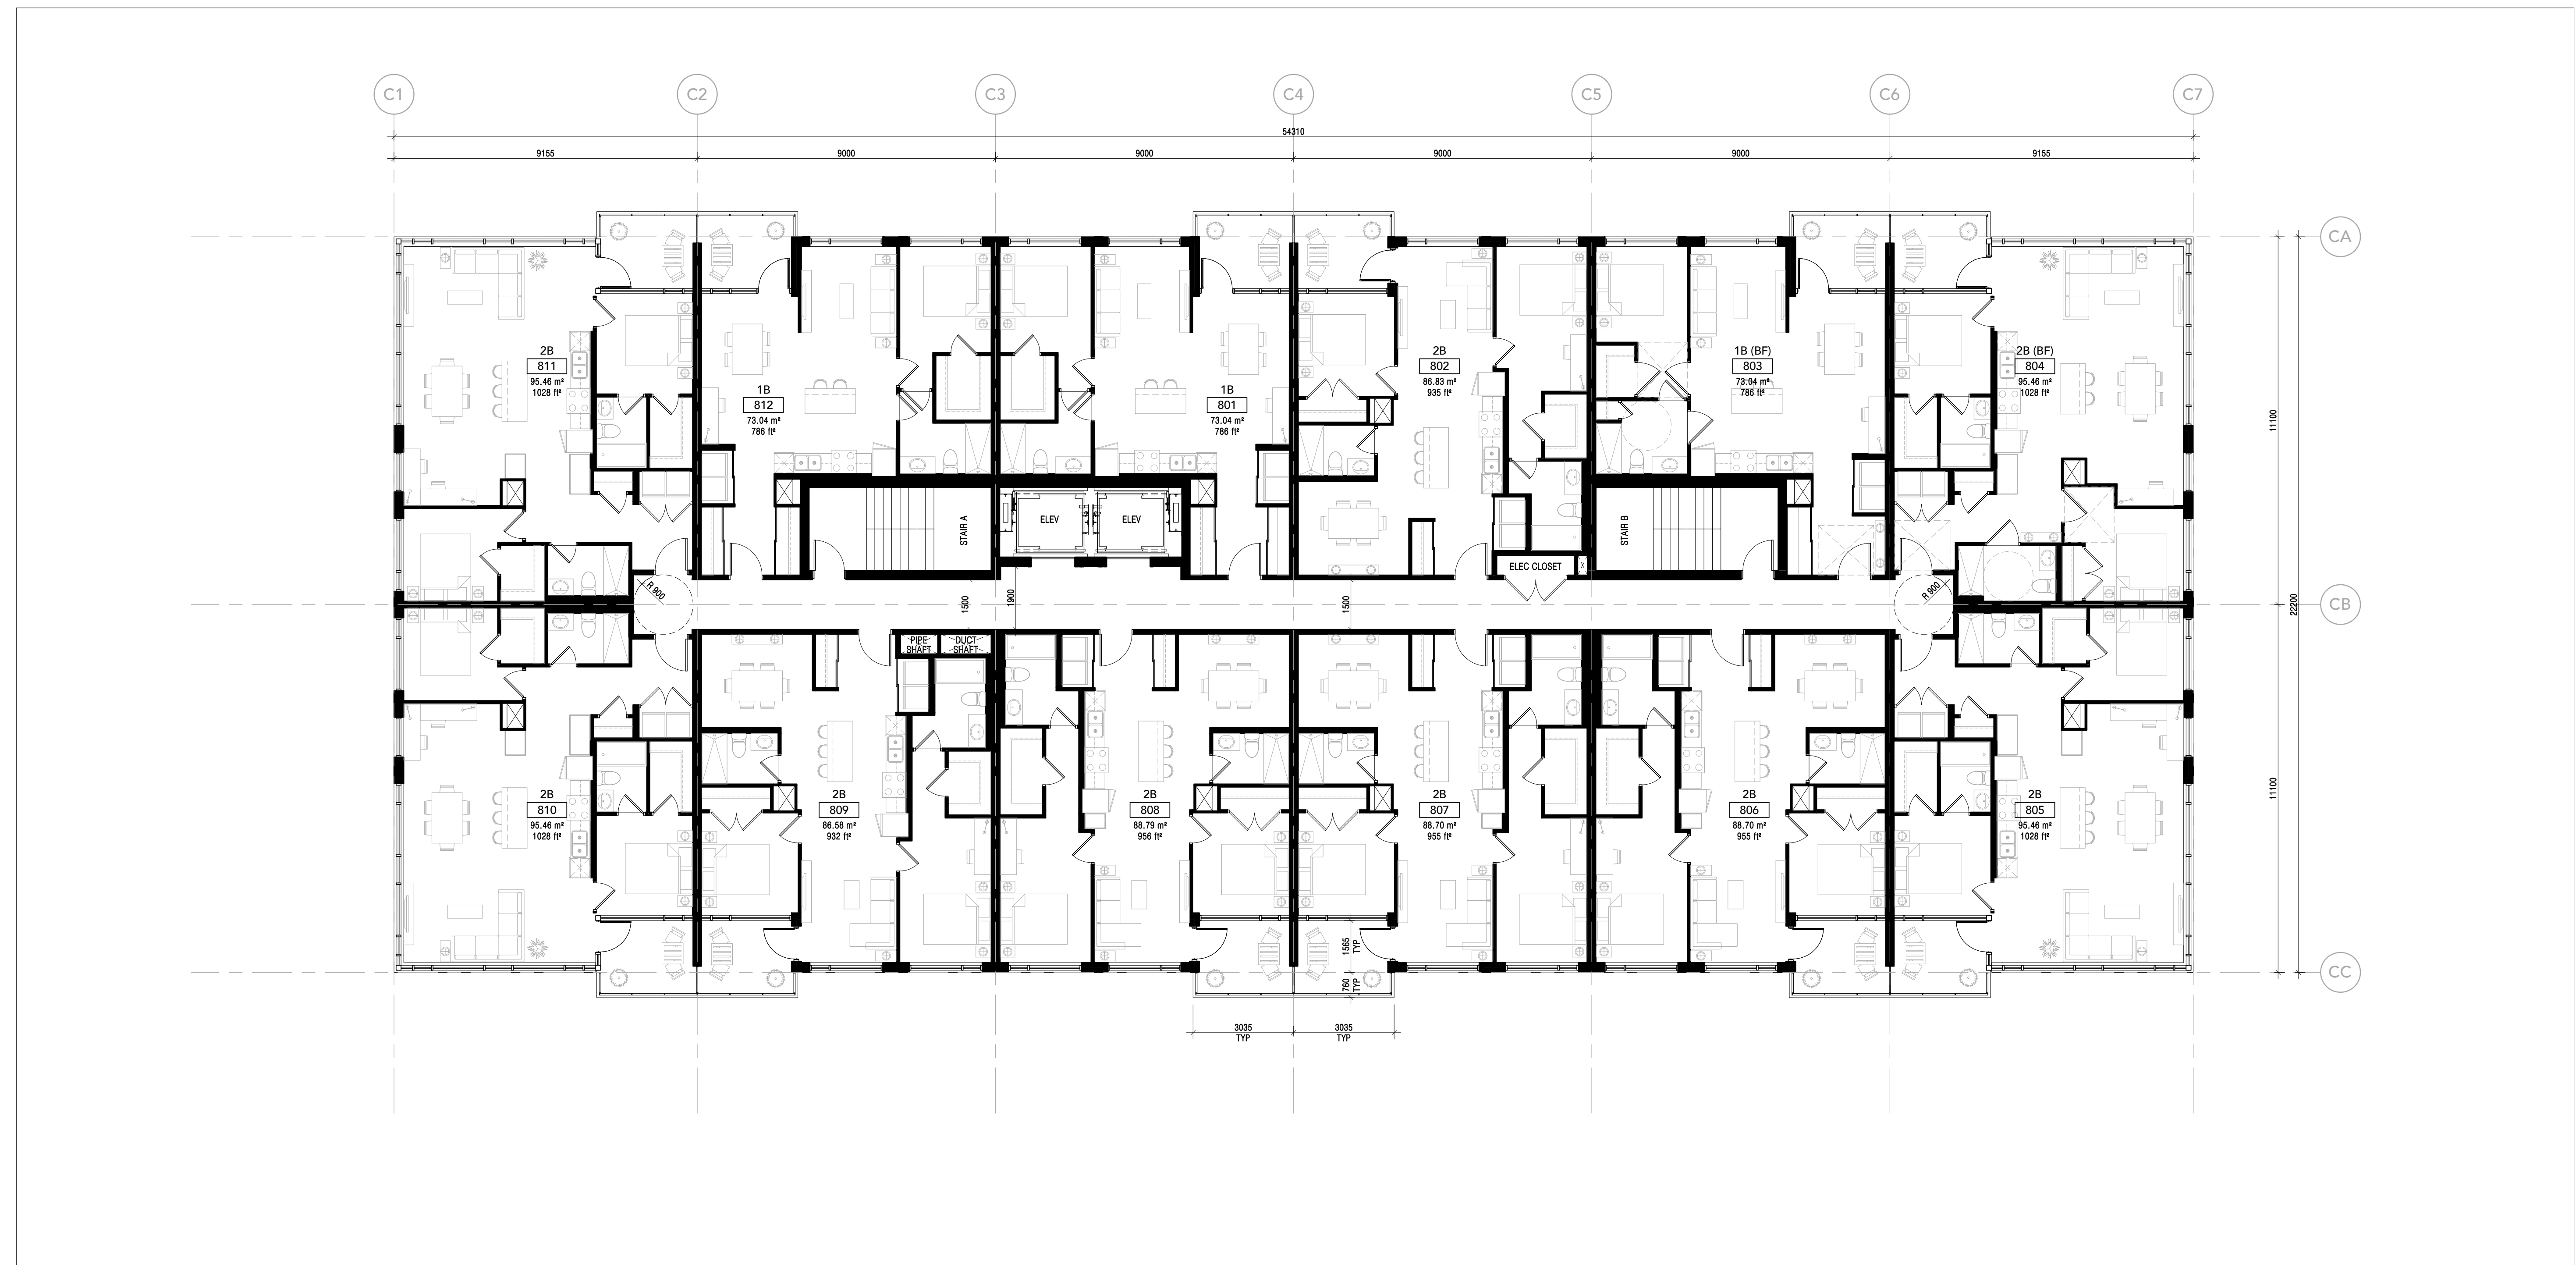 C1
C2
C3
C4
C5
C6
C7
54310
9155
9000
9000
9000
9000
9155
CA
CB
CC
11100
11100
22200
2B
811
95.46 m²
1028 ft²
1B
812
73.04 m²
786 ft²
1B
801
73.04 m²
786 ft²
2B
802
86.83 m²
935 ft²
1B (BF)
803
73.04 m²
786 ft²
2B (BF)
804
95.46 m²
1028 ft²
STAIR A
ELEV
ELEV
STAIR B
ELEC CLOSET
R 900
1500
1900
1500
R 900
PIPE
SHAFT
DUCT
SHAFT
2B
810
95.46 m²
1028 ft²
2B
809
86.58 m²
932 ft²
2B
808
88.79 m²
956 ft²
2B
807
88.70 m²
955 ft²
2B
806
88.70 m²
955 ft²
2B
805
95.46 m²
1028 ft²
1565
TYP
760
TYP
3035
TYP
3035
TYP